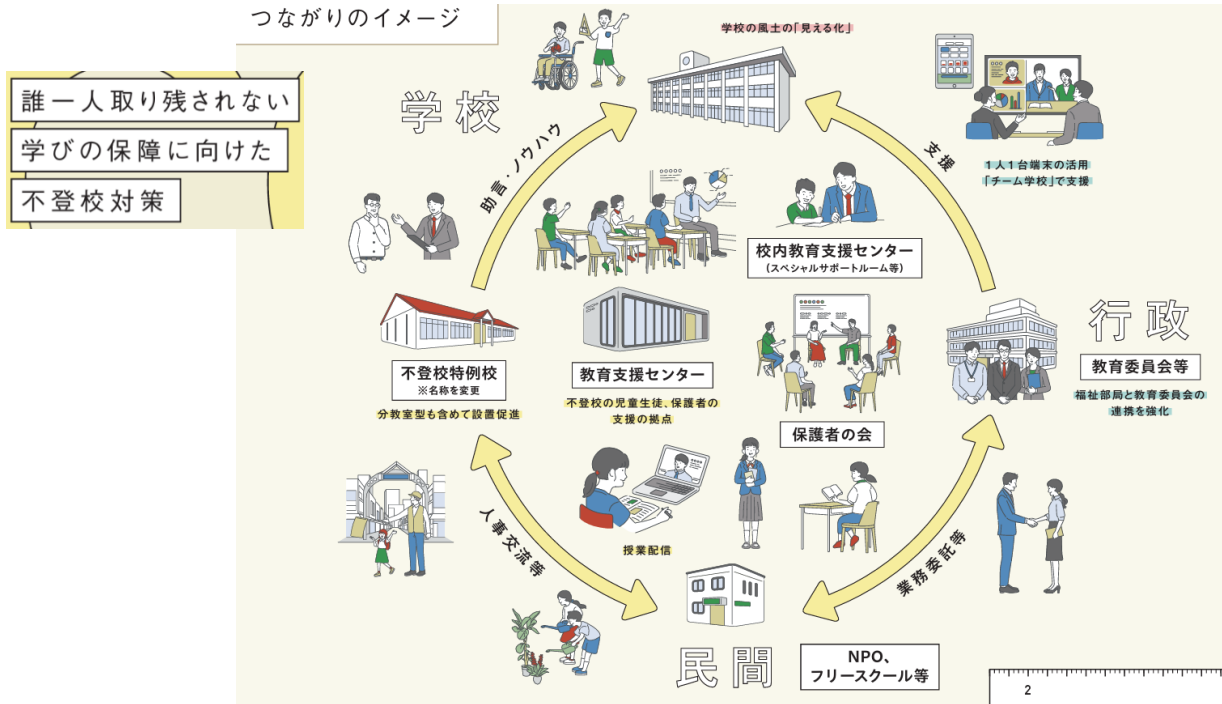 つながりのイメージ
誰一人取り残されない
学びの保障に向けた
不登校対策
学校の風土の「見える化」
学校
助言・ノウハウ
支援
1人1台端末の活用
「チーム学校」で支援
校内教育支援センター
(スペシャルサポートルーム等)
行政
教育委員会等
福祉部局と教育委員会の
連携を強化
不登校特例校
※名称を変更
分教室型も含めて設置促進
教育支援センター
不登校の児童生徒、保護者の
支援の拠点
保護者の会
人事交流等
授業配信
業務委託等
民間
NPO、
フリースクール等
2